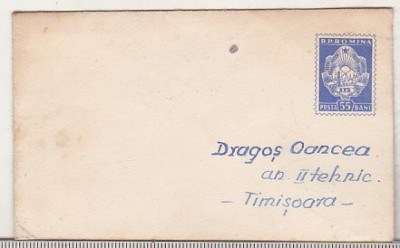 R.P.ROMINA
POSTA 55 BANI
Dragoș Oancea
an. II tehnic.
– Timișoara –